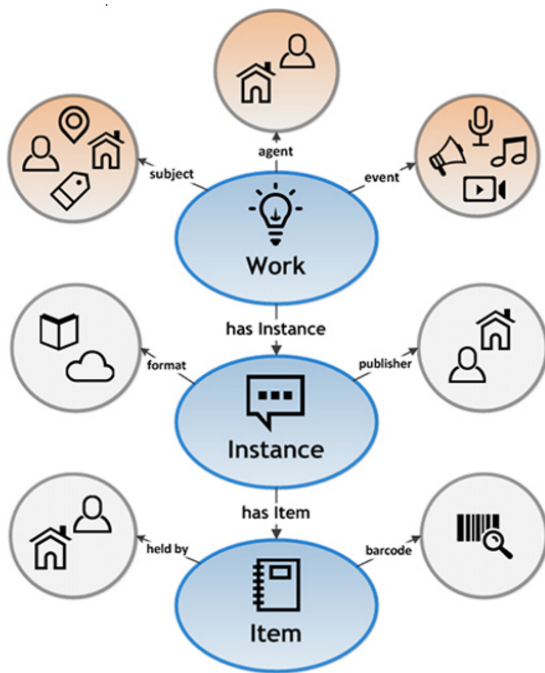 agent
subject
event
Work
has Instance
format
publisher
Instance
has Item
held by
barcode
Item